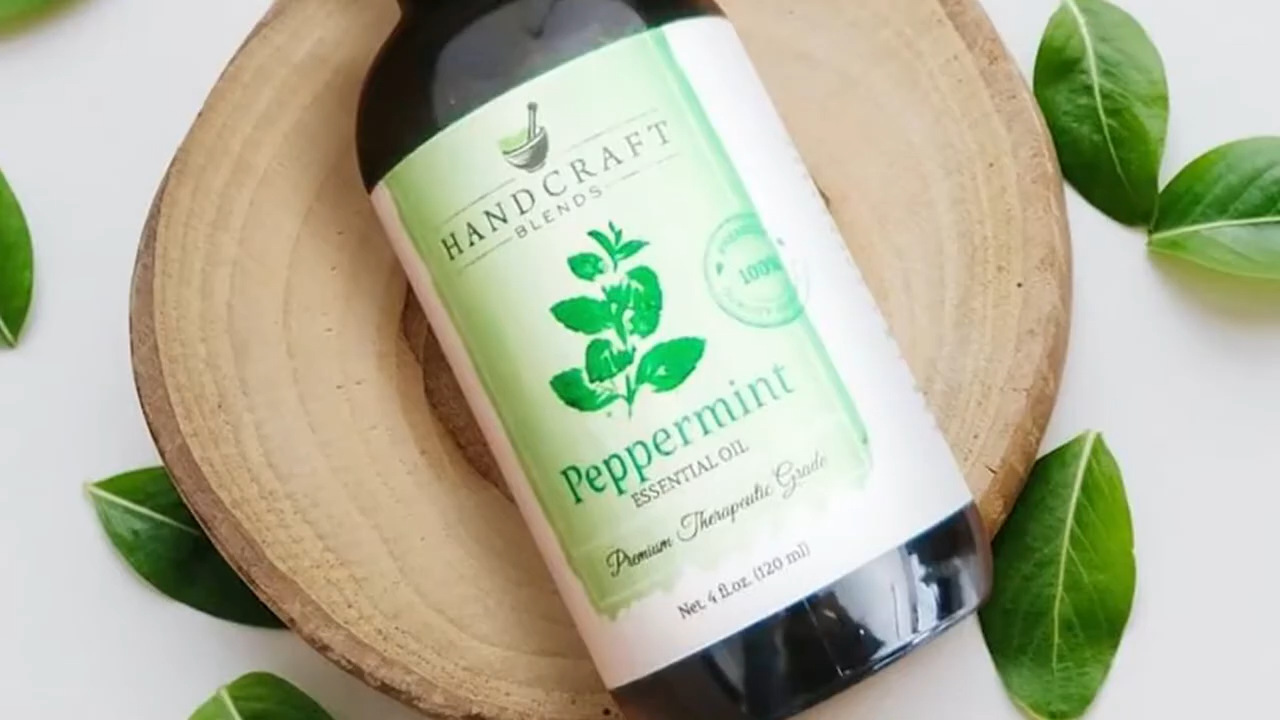 HANDCRAFT
BLENDS
100%
Peppermint
ESSENTIAL OIL
Premium Therapeutic Grade
Net. 4 fl.oz. (120 ml)